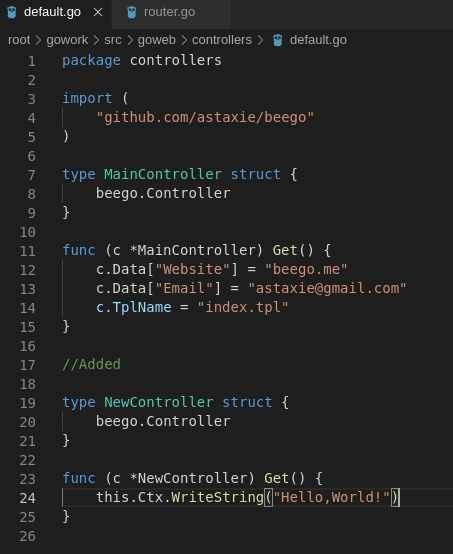 default.go
router.go
root > gowork > src > goweb > controllers > default.go
1 package controllers
2
3 import (
4 "github.com/astaxie/beego"
5 )
6
7 type MainController struct {
8 beego.Controller
9 }
10
11 func (c *MainController) Get() {
12 c.Data["Website"] = "beego.me"
13 c.Data["Email"] = "astaxie@gmail.com"
14 c.TplName = "index.tpl"
15 }
16
17 //Added
18
19 type NewController struct {
20 beego.Controller
21 }
22
23 func (c *NewController) Get() {
24 this.Ctx.WriteString("Hello,World!")
25 }
26